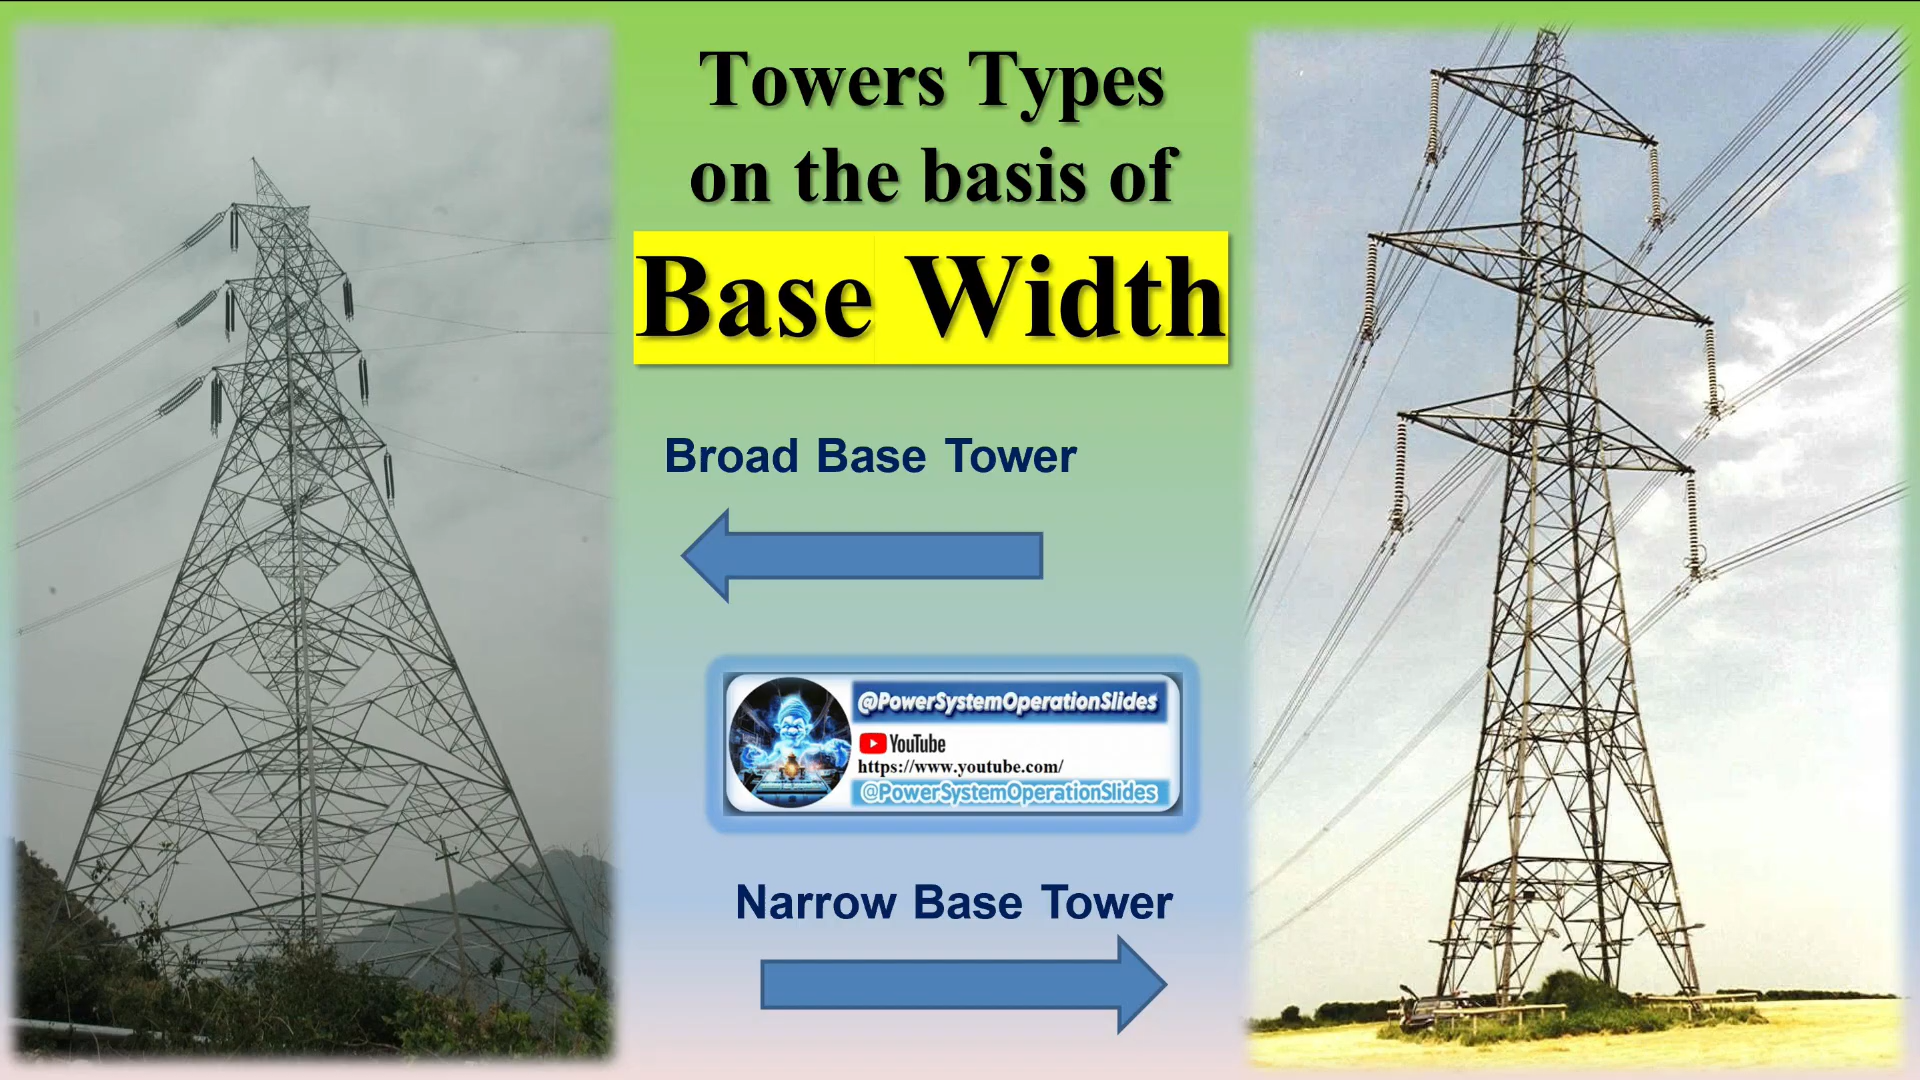 Towers Types
on the basis of
Base Width
Broad Base Tower
@PowerSystemOperationSlides
YouTube
https://www.youtube.com/
@PowerSystemOperationSlides
Narrow Base Tower